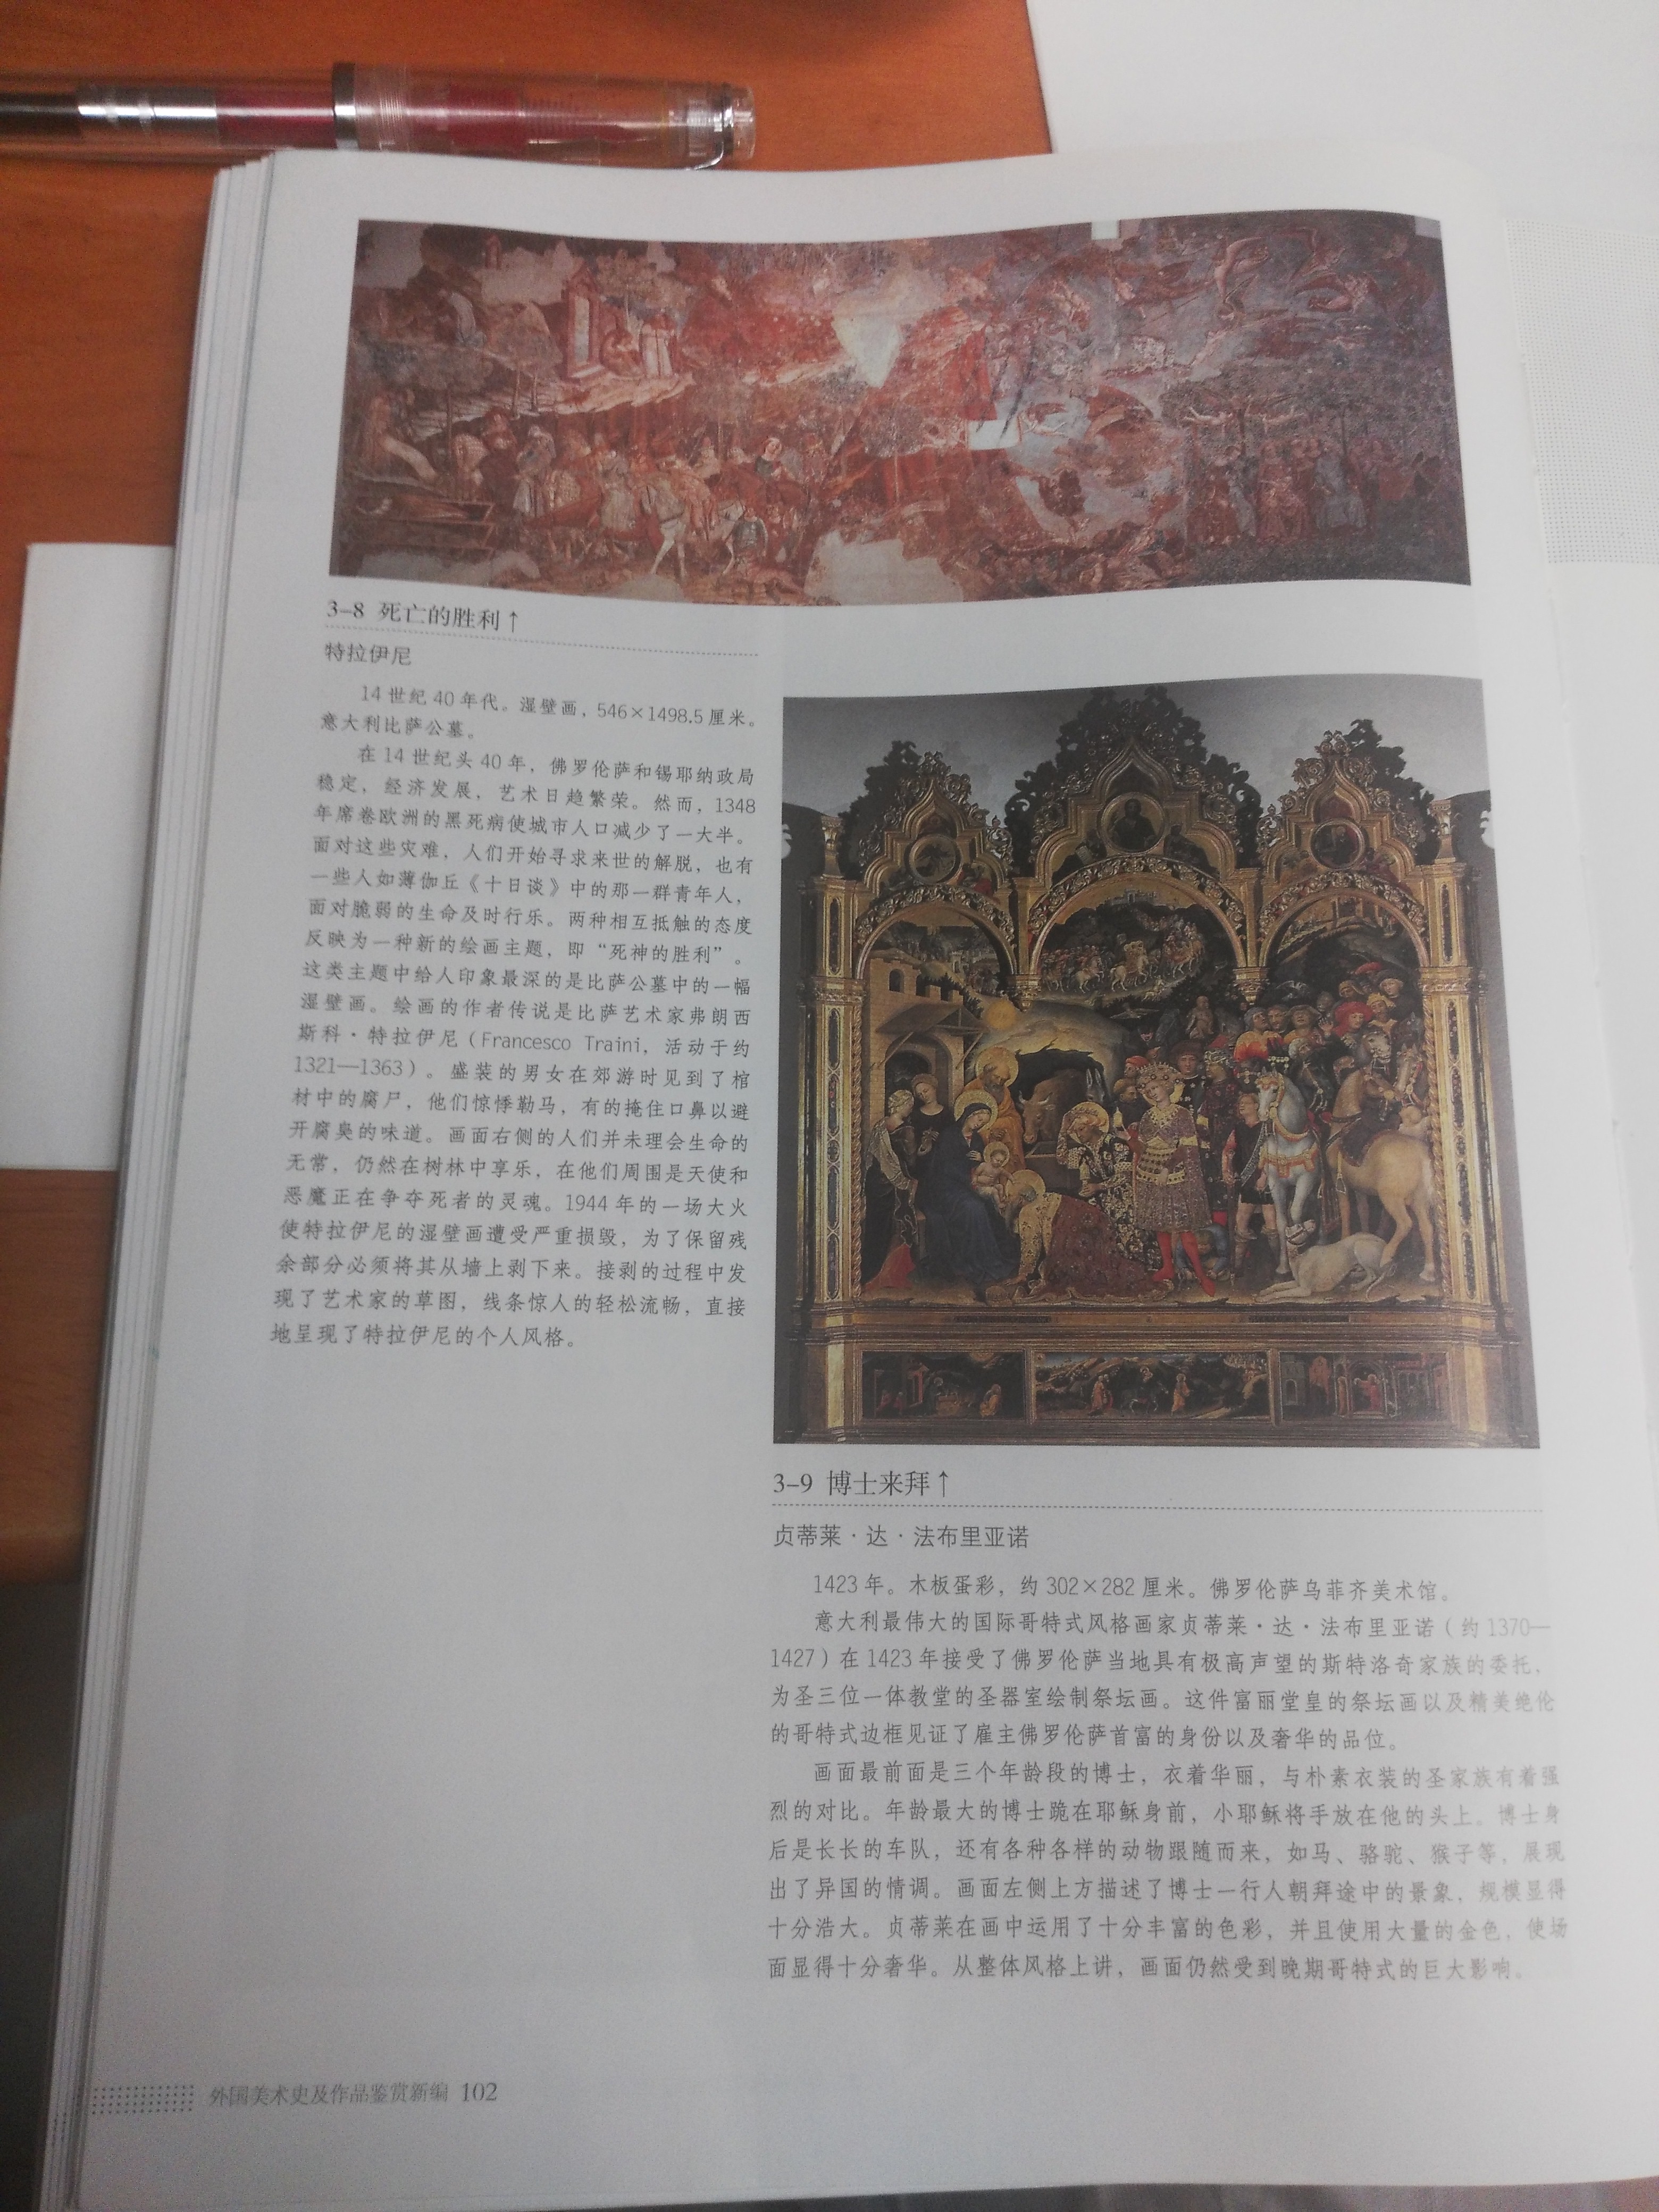 3-8 死亡的胜利↑
特拉伊尼
14世纪40年代。湿壁画，546×1498.5厘米。
意大利比萨公墓。
在14世纪头40年，佛罗伦萨和锡耶纳政局
稳定，经济发展，艺术日趋繁荣。然而，1348
年席卷欧洲的黑死病使城市人口减少了一大半。
面对这些灾难，人们开始寻求来世的解脱，也有
一些人如薄伽丘《十日谈》中的那一群青年人，
面对脆弱的生命及时行乐。两种相互抵触的态度
反映为一种新的绘画主题，即“死神的胜利”。
这类主题中给人印象最深的是比萨公墓中的一幅
湿壁画。绘画的作者传说是比萨艺术家弗朗西
斯科·特拉伊尼（Francesco Traini，活动于约
1321—1363）。盛装的男女在郊游时见到了棺
材中的腐尸，他们惊悸勒马，有的掩住口鼻以避
开腐臭的味道。画面右侧的人们并未理会生命的
无常，仍然在树林中享乐，在他们周围是天使和
恶魔正在争夺死者的灵魂。1944年的一场大火
使特拉伊尼的湿壁画遭受严重损毁，为了保留残
余部分必须将其从墙上剥下来。接剥的过程中发
现了艺术家的草图，线条惊人的轻松流畅，直接
地呈现了特拉伊尼的个人风格。
3-9 博士来拜↑
贞蒂莱·达·法布里亚诺
1423年。木板蛋彩，约302×282厘米。佛罗伦萨乌菲齐美术馆。
意大利最伟大的国际哥特式风格画家贞蒂莱·达·法布里亚诺（约1370—
1427）在1423年接受了佛罗伦萨当地具有极高声望的斯特洛奇家族的委托，
为圣三位一体教堂的圣器室绘制祭坛画。这件富丽堂皇的祭坛画以及精美绝伦
的哥特式边框见证了雇主佛罗伦萨首富的身份以及奢华的品位。
画面最前面是三个年龄段的博士，衣着华丽，与朴素衣装的圣家族有着强
烈的对比。年龄最大的博士跪在耶稣身前，小耶稣将手放在他的头上。博士身
后是长长的车队，还有各种各样的动物跟随而来，如马、骆驼、猴子等，展现
出了异国的情调。画面左侧上方描述了博士一行人朝拜途中的景象，规模显得
十分浩大。贞蒂莱在画中运用了十分丰富的色彩，并且使用大量的金色，使场
面显得十分奢华。从整体风格上讲，画面仍然受到晚期哥特式的巨大影响。
外国美术史及作品鉴赏新编 102